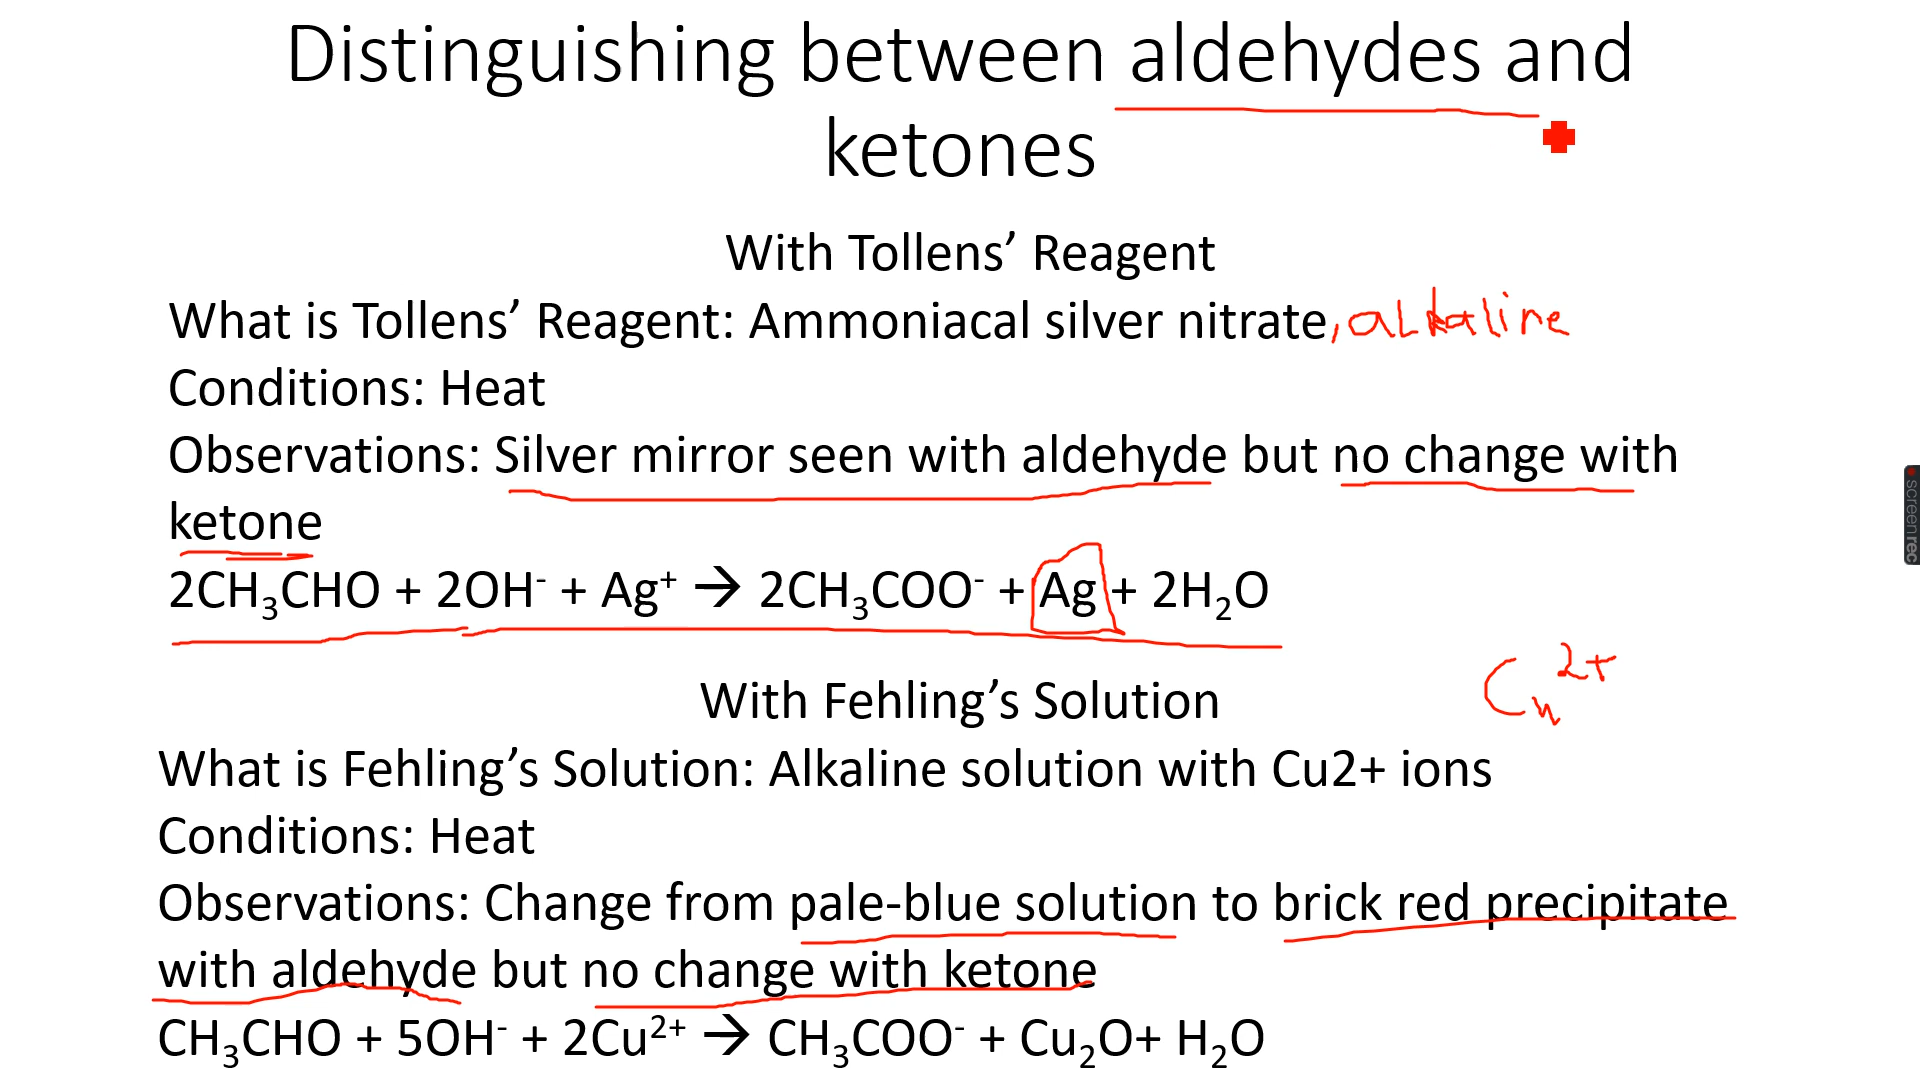 Distinguishing between aldehydes and
ketones
With Tollens’ Reagent
What is Tollens’ Reagent: Ammoniacal silver nitrate, alkaline
Conditions: Heat
Observations: Silver mirror seen with aldehyde but no change with
ketone
2CH₃CHO + 2OH⁻ + Ag⁺ → 2CH₃COO⁻ + Ag + 2H₂O
Cu²⁺
With Fehling’s Solution
What is Fehling’s Solution: Alkaline solution with Cu2+ ions
Conditions: Heat
Observations: Change from pale-blue solution to brick red precipitate
with aldehyde but no change with ketone
CH₃CHO + 5OH⁻ + 2Cu²⁺ → CH₃COO⁻ + Cu₂O+ H₂O
screenrec